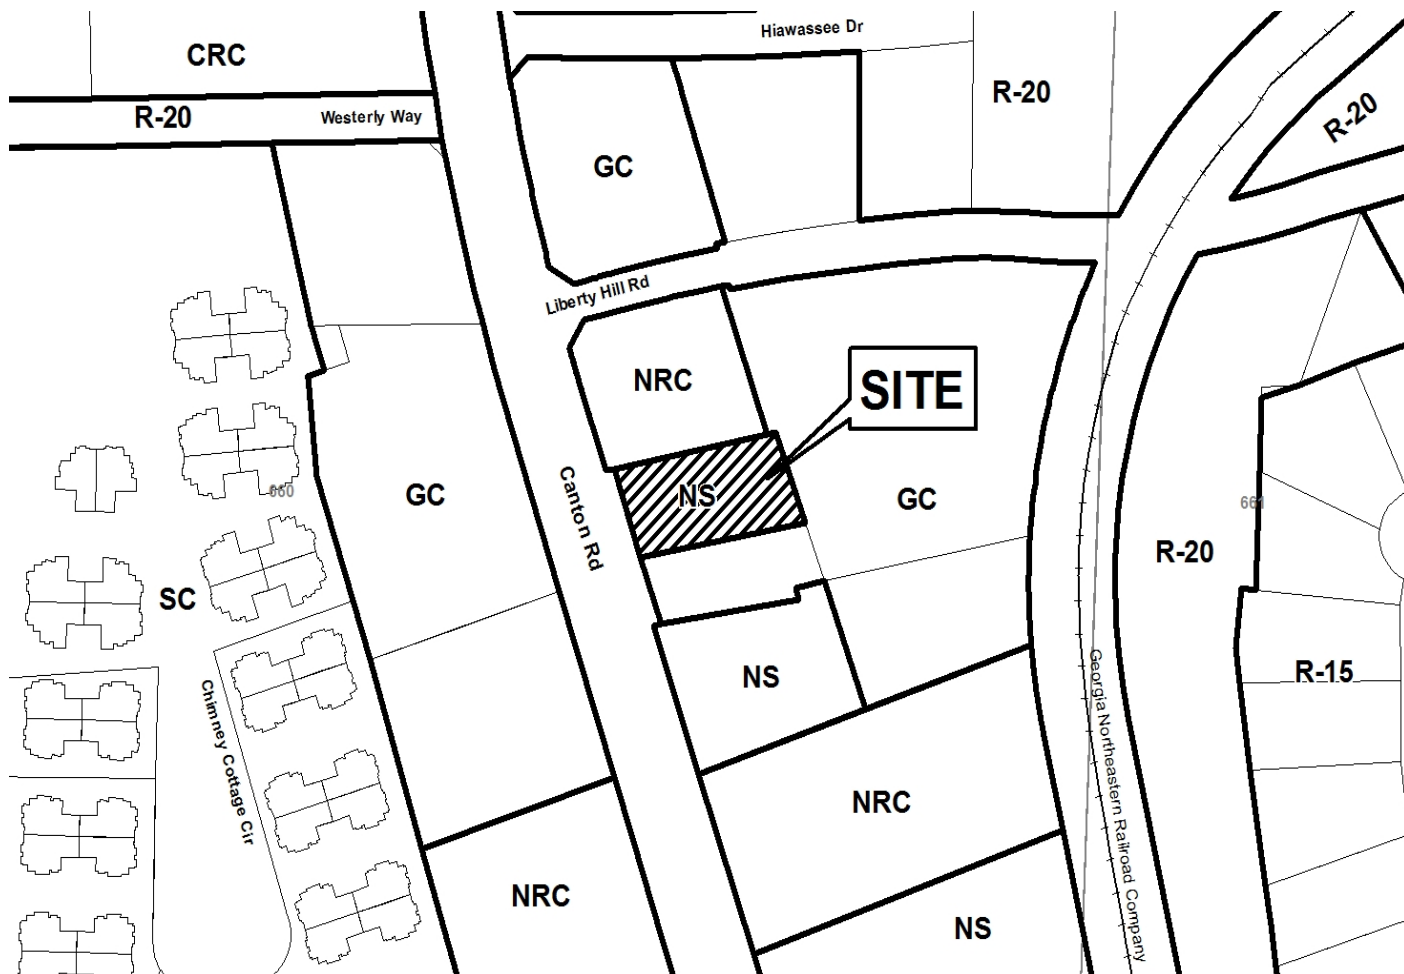 Hiawassee Dr
CRC
R-20
R-20
R-20
Westerly Way
GC
Liberty Hill Rd
NRC
SITE
660
GC
Canton Rd
NS
GC
661
R-20
SC
Chimney Cottage Cir
NS
R-15
Georgia Northeastern Railroad Company
NRC
NRC
NS